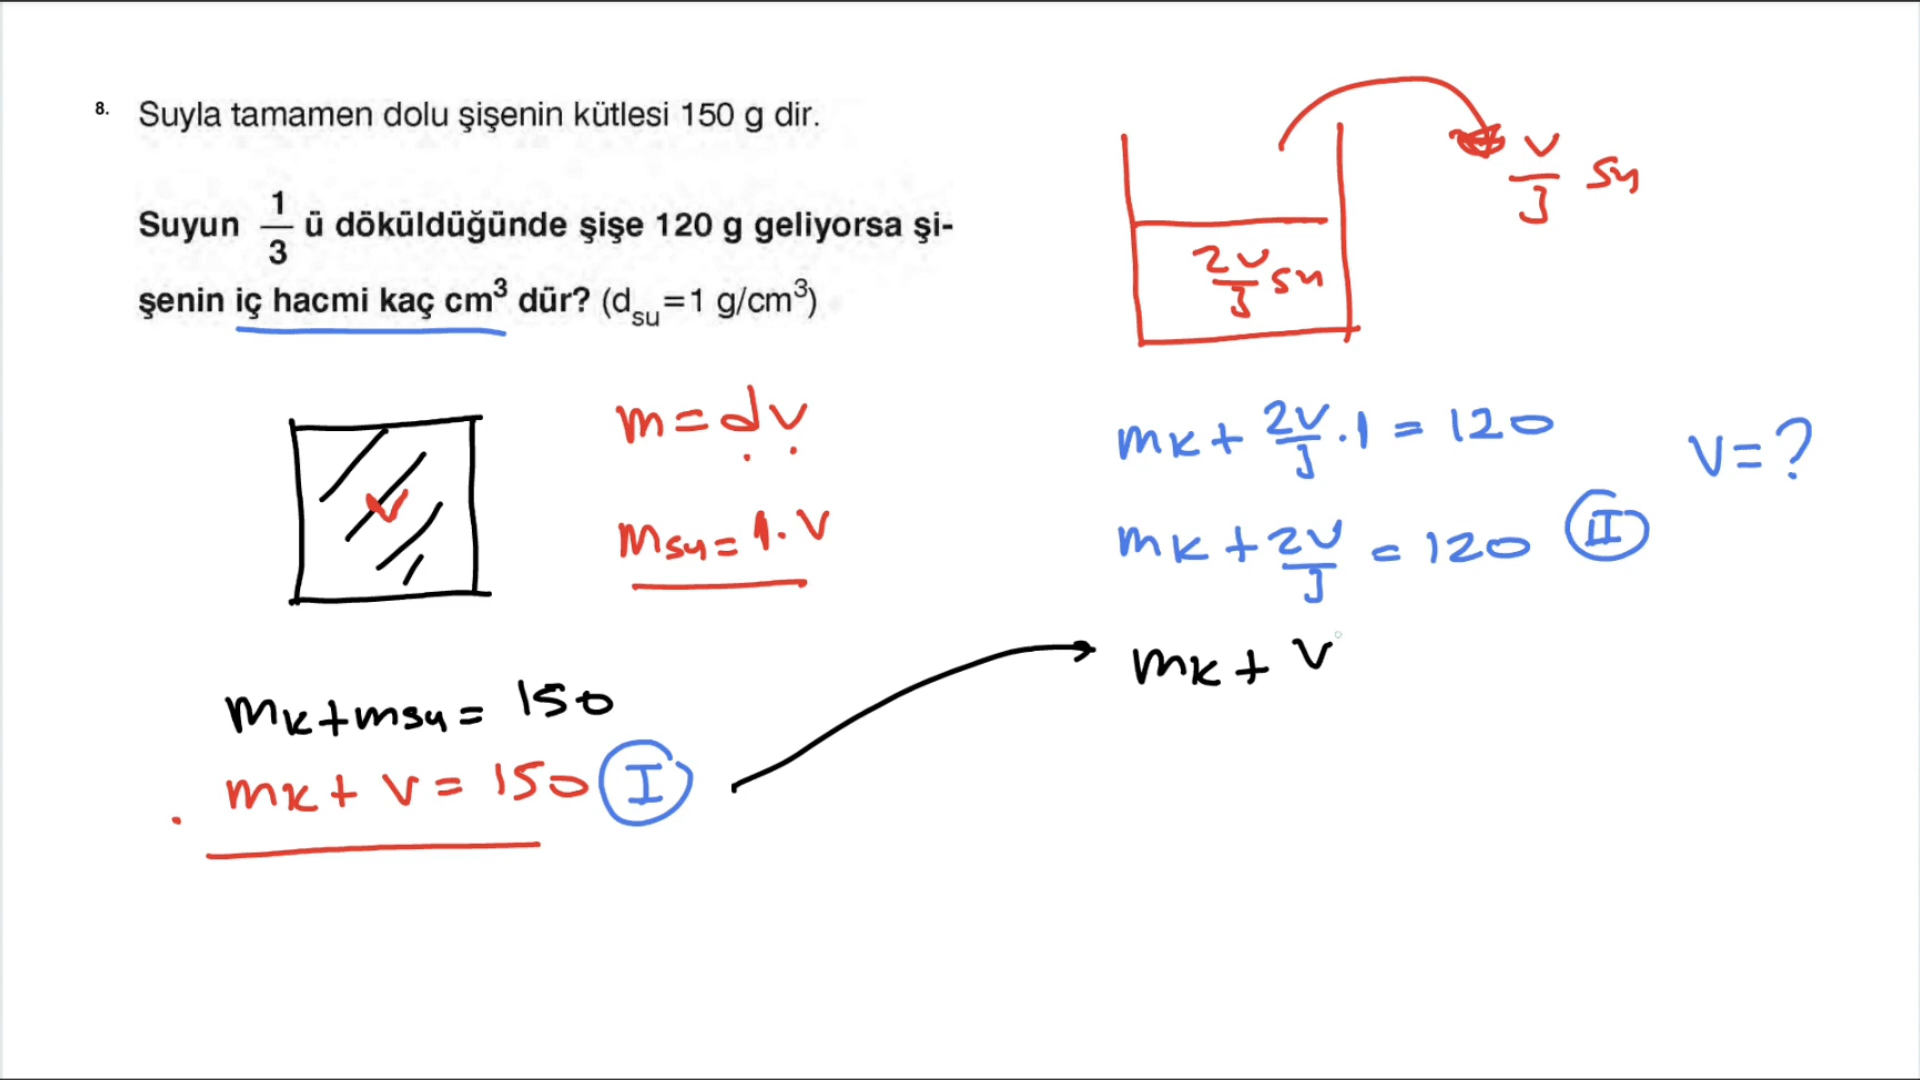 8. Suyla tamamen dolu şişenin kütlesi 150 g dir.
Suyun 1/3 ü döküldüğünde şişe 120 g geliyorsa şi-
şenin iç hacmi kaç cm³ dür? (d_su=1 g/cm³)
V/3 su
2V/3 su
V
m = dV
m_su = 1.V
mk + msu = 150
mk + V = 150 I
mk + 2V/3 . 1 = 120
V = ?
mk + 2V/3 = 120 II
mk + V